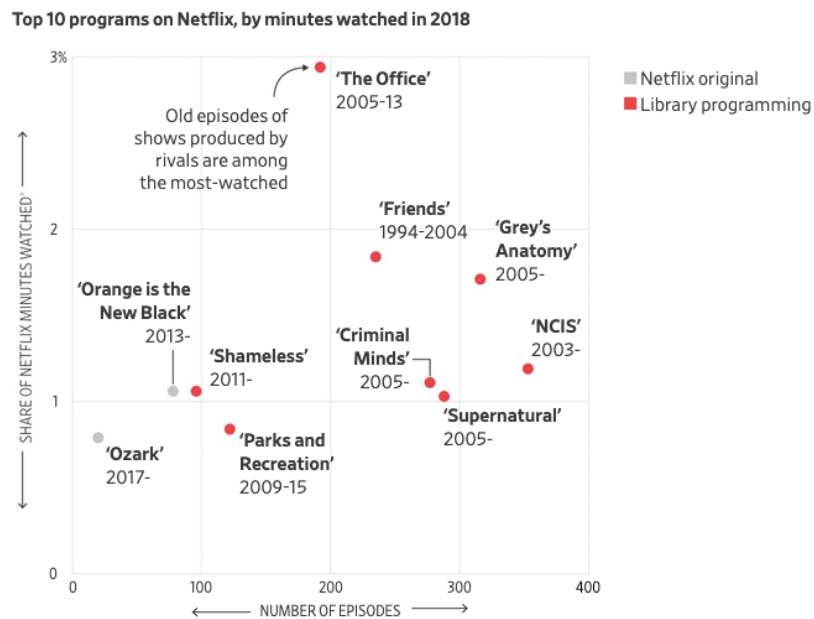 Top 10 programs on Netflix, by minutes watched in 2018
3%
2
1
0
SHARE OF NETFLIX MINUTES WATCHED*
Old episodes of
shows produced by
rivals are among
the most-watched
‘The Office’
2005-13
‘Friends’
1994-2004
‘Grey’s
Anatomy’
2005-
‘Orange is the
New Black’
2013-
‘Shameless’
2011-
‘Criminal
Minds’
2005-
‘NCIS’
2003-
‘Supernatural’
2005-
‘Ozark’
2017-
‘Parks and
Recreation’
2009-15
0 100 200 300 400
NUMBER OF EPISODES
Netflix original
Library programming